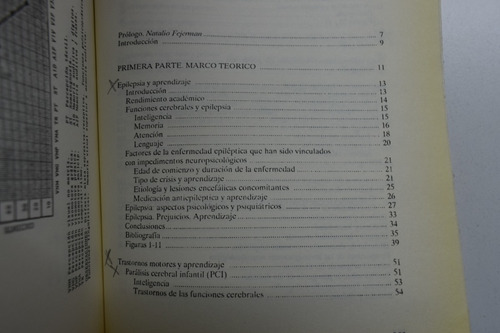 Prólogo. Natalio Fejerman 7
Introducción 9
PRIMERA PARTE. MARCO TEORICO 11
Epilepsia y aprendizaje 13
Introducción 13
Rendimiento académico 14
Funciones cerebrales y epilepsia 15
Inteligencia 15
Memoria 16
Atención 18
Lenguaje 20
Factores de la enfermedad epiléptica que han sido vinculados
con impedimentos neuropsicológicos 21
Edad de comienzo y duración de la enfermedad 21
Tipo de crisis y aprendizaje 21
Etiología y lesiones encefálicas concomitantes 25
Medicación antiepiléptica y aprendizaje 26
Epilepsia: aspectos psicológicos y psiquiátricos 27
Epilepsia. Prejuicios. Aprendizaje 33
Conclusiones 34
Bibliografía 35
Figuras 1-11 39
Trastornos motores y aprendizaje 51
Parálisis cerebral infantil (PCI) 51
Inteligencia 53
Trastornos de las funciones cerebrales 54